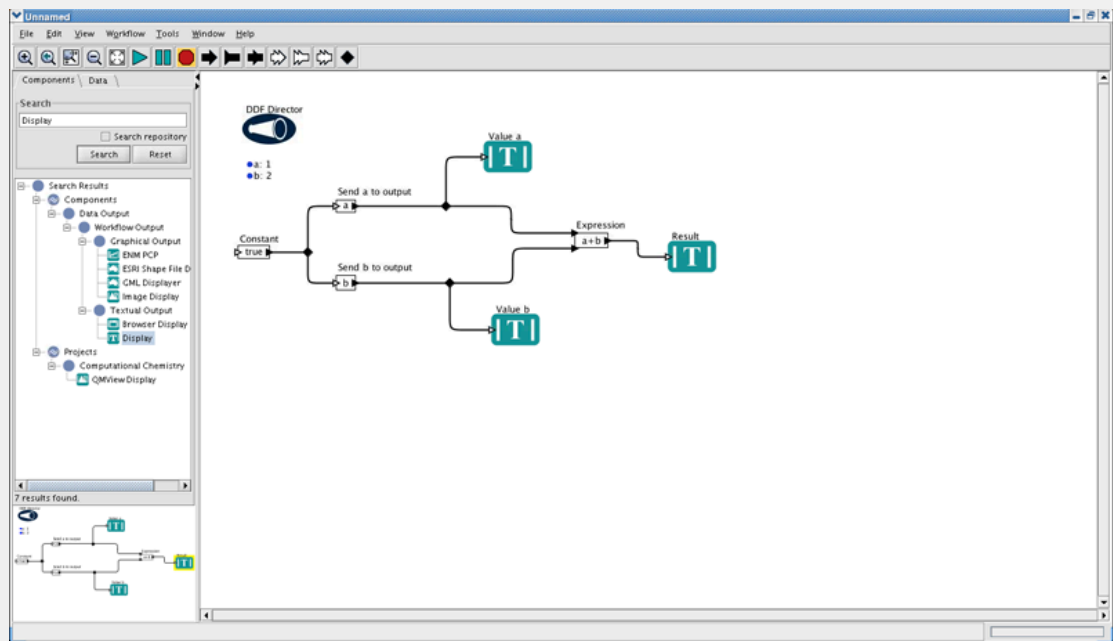 Unnamed
File Edit View Workflow Tools Window Help
Components Data
Search
Display
Search repository
Search Reset
Search Results
Components
Data Output
Workflow Output
Graphical Output
ENM PCP
ESRI Shape File D
GML Displayer
Image Display
Textual Output
Browser Display
Display
Projects
Computational Chemistry
QMView Display
7 results found.
DDF Director
a: 1
b: 2
Value a
T
Send a to output
a
Constant
true
Expression
a+b
Result
T
Send b to output
b
Value b
T